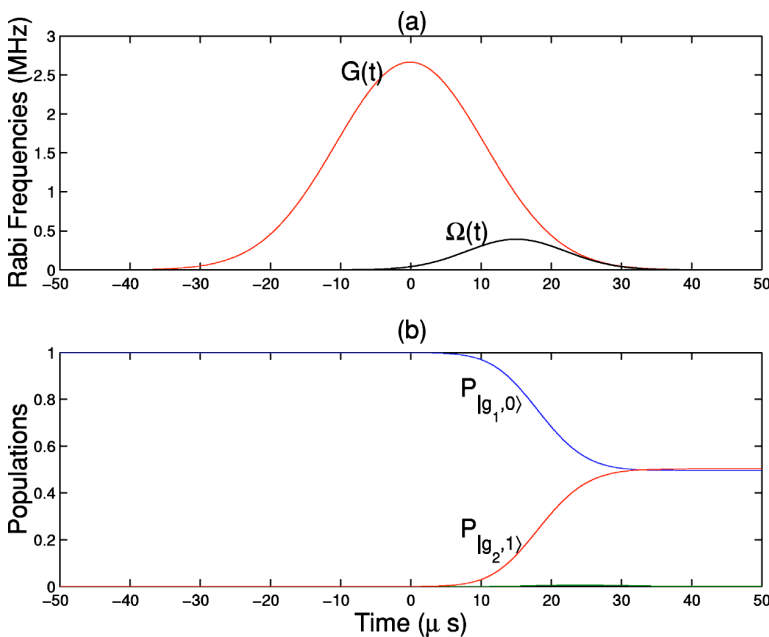 (a)
Rabi Frequencies (MHz)
3
2.5
2
1.5
1
0.5
0
G(t)
Ω(t)
−50 −40 −30 −20 −10 0 10 20 30 40 50
(b)
Populations
1
0.8
0.6
0.4
0.2
0
P|g1,0⟩
P|g2,1⟩
−50 −40 −30 −20 −10 0 10 20 30 40 50
Time (μ s)